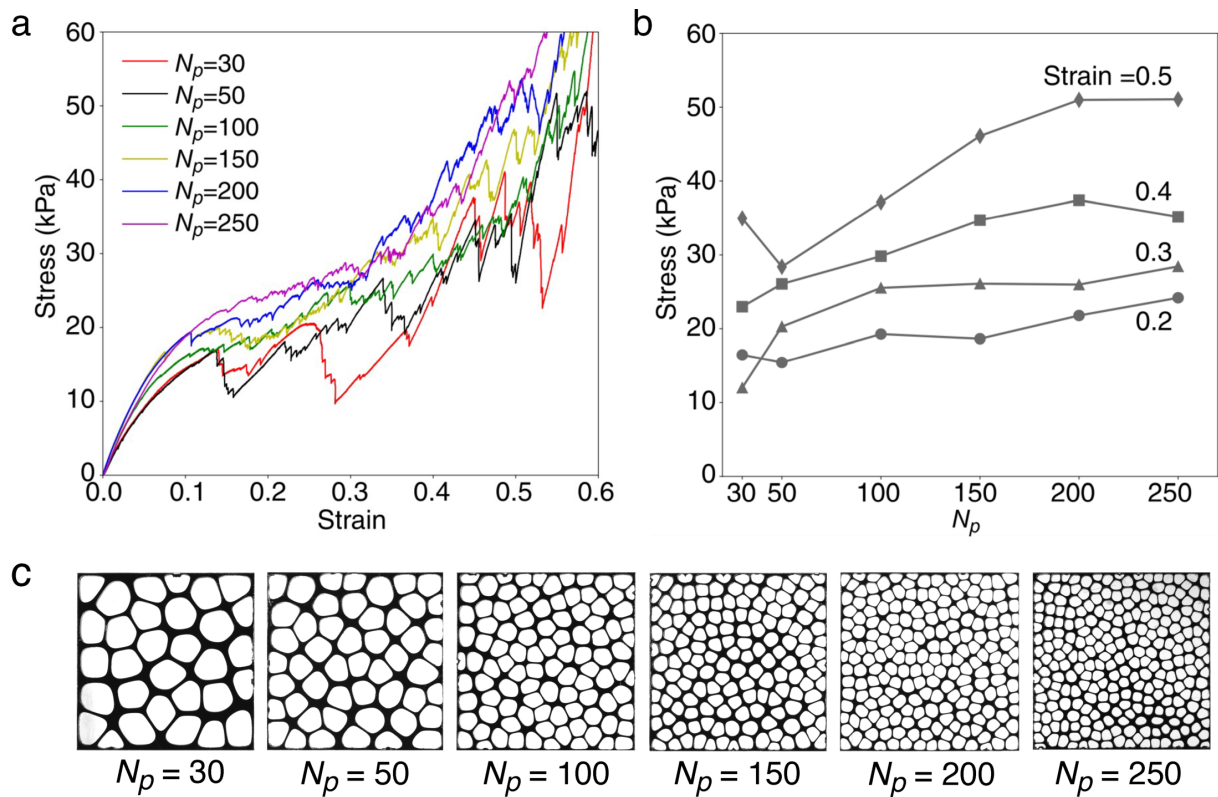 a
60
50
40
30
20
10
0
Stress (kPa)
Np=30
Np=50
Np=100
Np=150
Np=200
Np=250
0.0 0.1 0.2 0.3 0.4 0.5 0.6
Strain
b
60
50
40
30
20
10
0
Stress (kPa)
Strain =0.5
0.4
0.3
0.2
30 50 100 150 200 250
Np
c
Np = 30 Np = 50 Np = 100 Np = 150 Np = 200 Np = 250